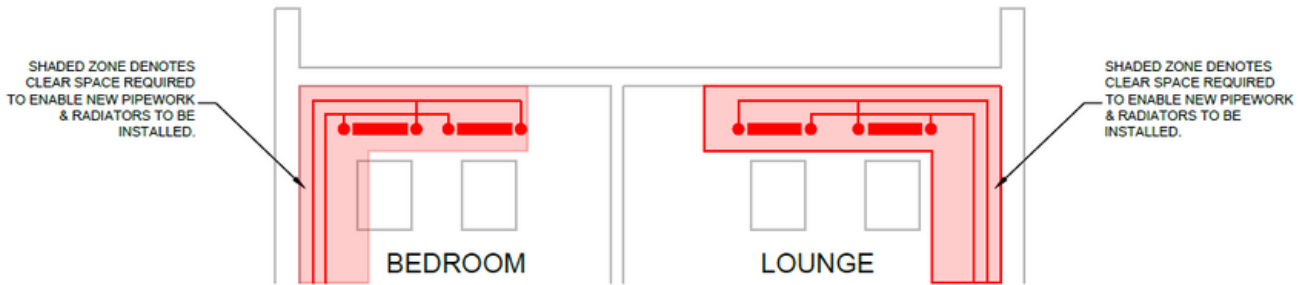 SHADED ZONE DENOTES
CLEAR SPACE REQUIRED
TO ENABLE NEW PIPEWORK
& RADIATORS TO BE
INSTALLED.
SHADED ZONE DENOTES
CLEAR SPACE REQUIRED
TO ENABLE NEW PIPEWORK
& RADIATORS TO BE
INSTALLED.
BEDROOM
LOUNGE